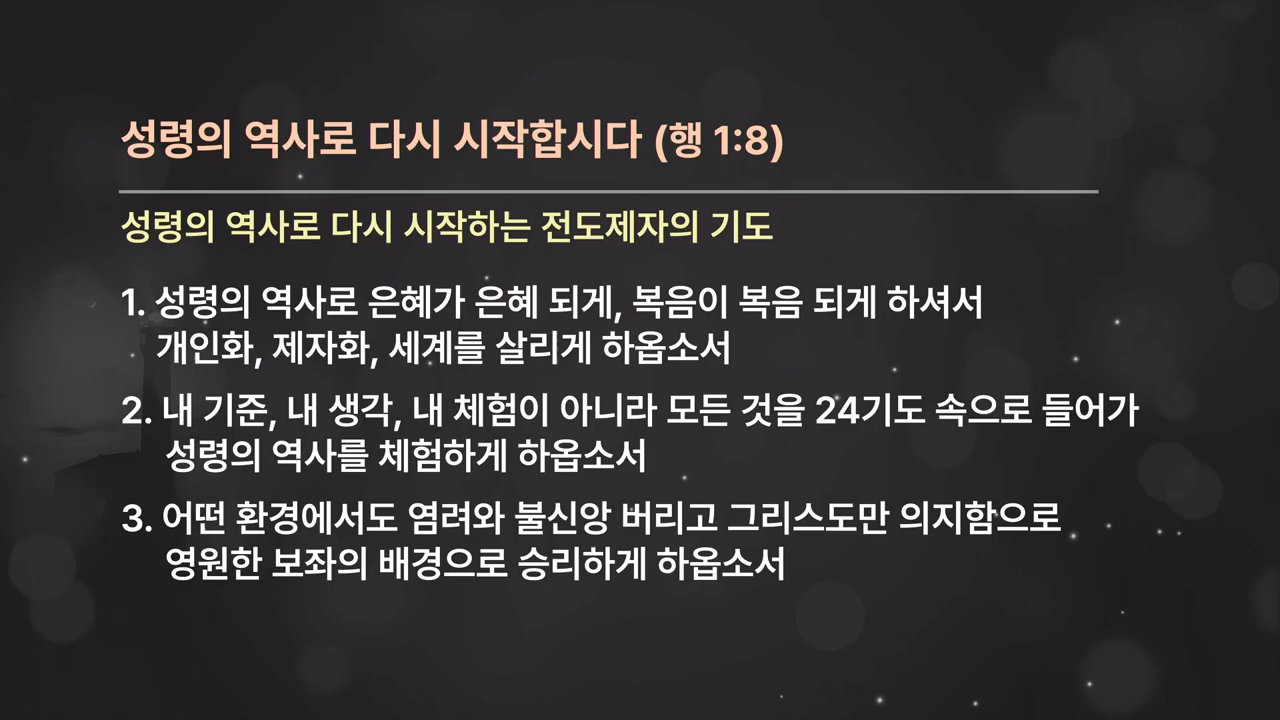 성령의 역사로 다시 시작합시다 (행 1:8)
성령의 역사로 다시 시작하는 전도제자의 기도
1. 성령의 역사로 은혜가 은혜 되게, 복음이 복음 되게 하셔서
개인화, 제자화, 세계를 살리게 하옵소서
2. 내 기준, 내 생각, 내 체험이 아니라 모든 것을 24기도 속으로 들어가
성령의 역사를 체험하게 하옵소서
3. 어떤 환경에서도 염려와 불신앙 버리고 그리스도만 의지함으로
영원한 보좌의 배경으로 승리하게 하옵소서